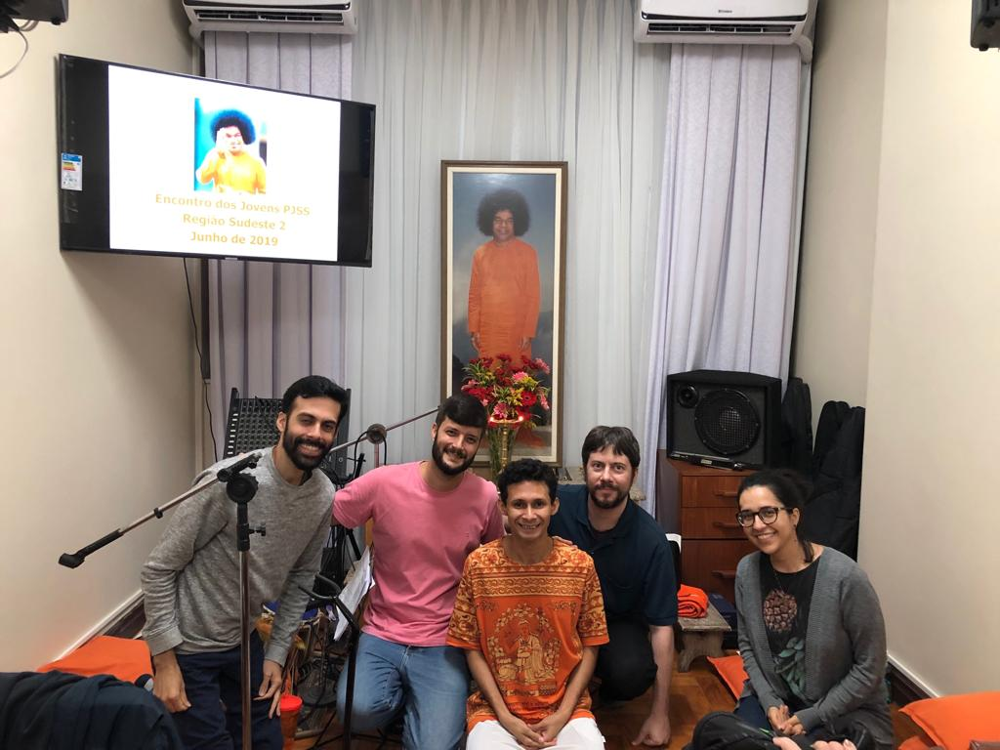 Encontro dos Jovens PJSS
Região Sudeste 2
Junho de 2019